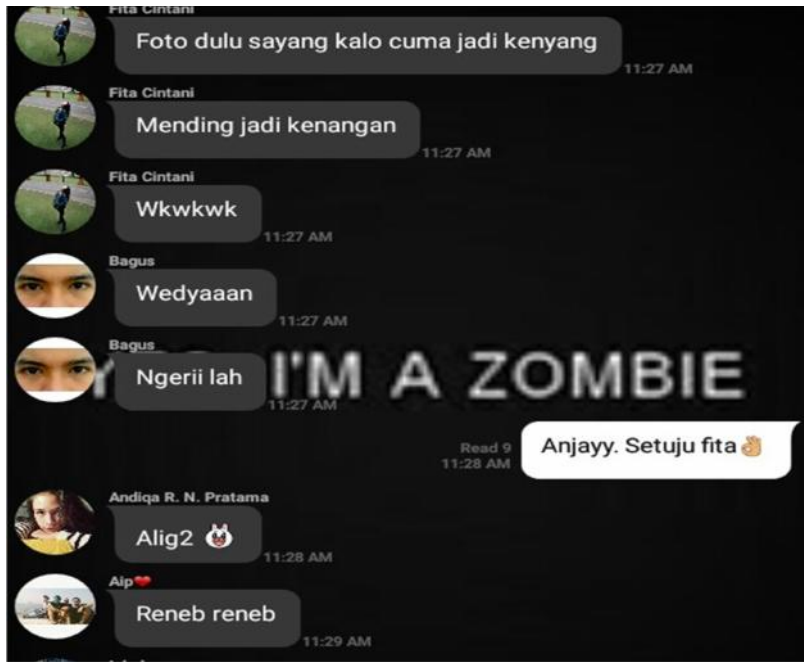 Fita Cintani
Foto dulu sayang kalo cuma jadi kenyang
11:27 AM
Fita Cintani
Mending jadi kenangan
11:27 AM
Fita Cintani
Wkwkwk
11:27 AM
Bagus
Wedyaaan
11:27 AM
Bagus
Ngerii lah
11:27 AM
I'M A ZOMBIE
Anjayy. Setuju fita👌🏼
Read 9
11:28 AM
Andiqa R. N. Pratama
Alig2
11:28 AM
Aip❤
Reneb reneb
11:29 AM